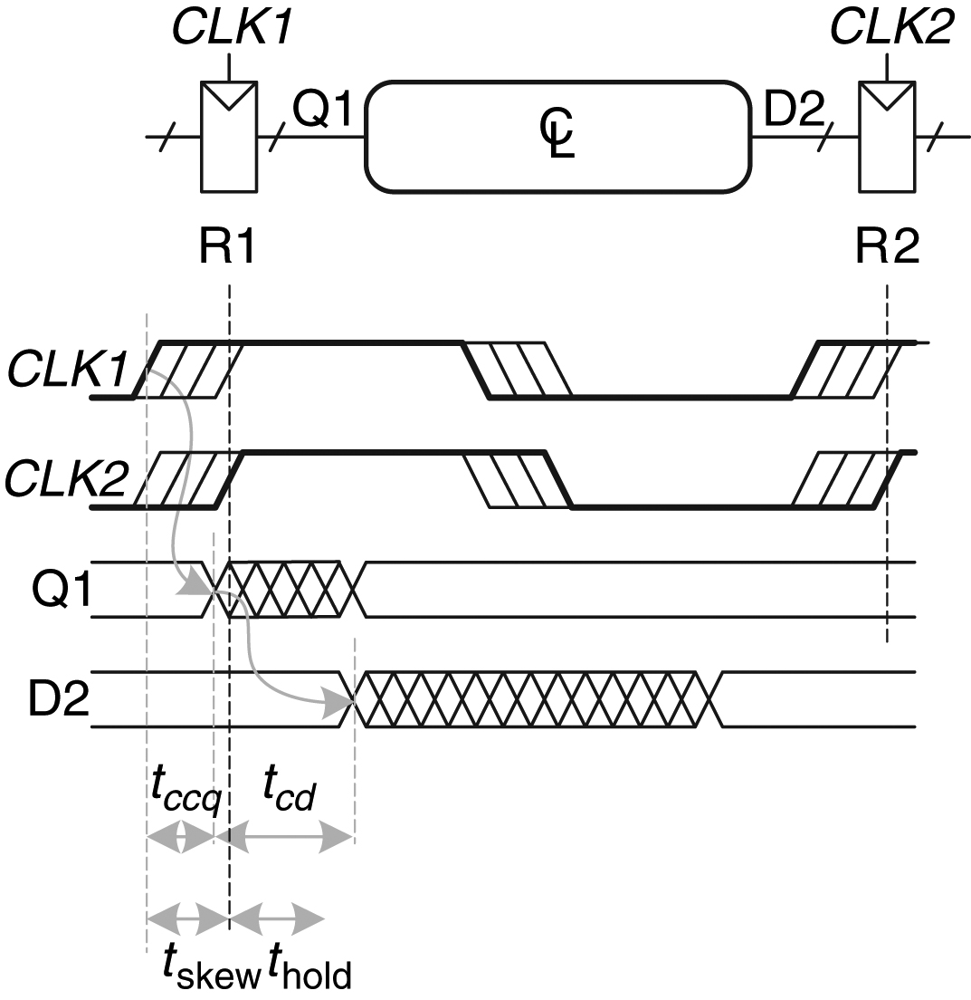 CLK1 CLK2
Q1 CL D2
R1 R2
CLK1
CLK2
Q1
D2
tccq tcd
tskew thold